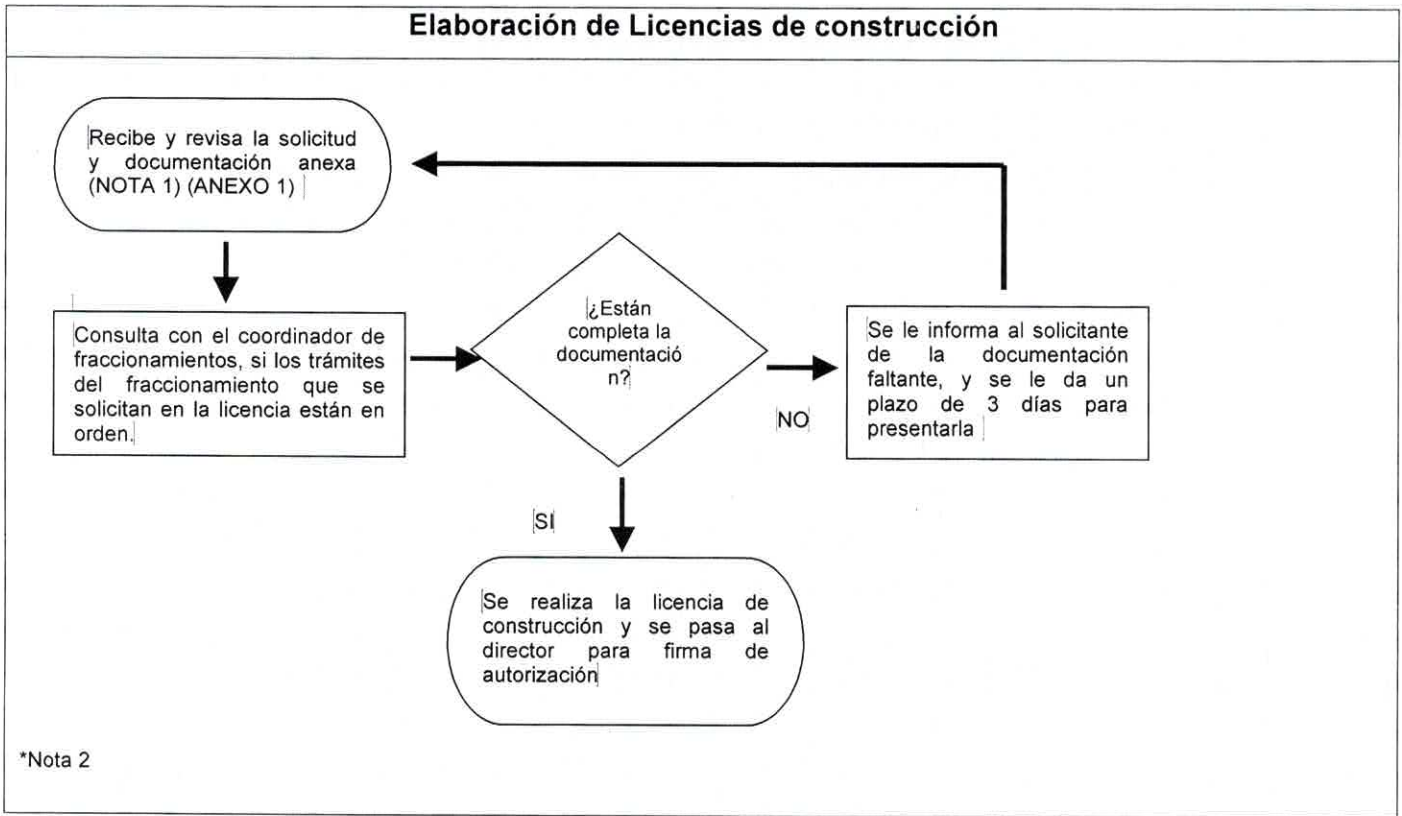 Elaboración de Licencias de construcción
Recibe y revisa la solicitud
y documentación anexa
(NOTA 1) (ANEXO 1)
Consulta con el coordinador de
fraccionamientos, si los trámites
del fraccionamiento que se
solicitan en la licencia están en
orden.
¿Están
completa la
documentació
n?
NO
Se le informa al solicitante
de la documentación
faltante, y se le da un
plazo de 3 días para
presentarla
SI
Se realiza la licencia de
construcción y se pasa al
director para firma de
autorización
*Nota 2